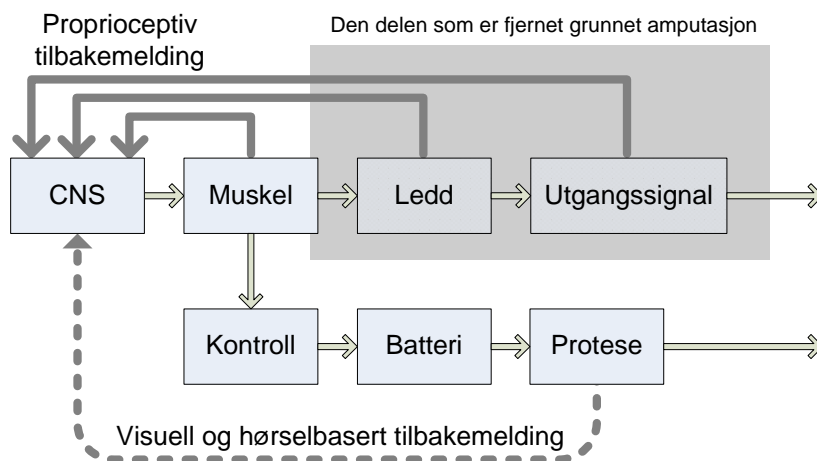 Proprioceptiv
tilbakemelding
Den delen som er fjernet grunnet amputasjon
CNS
Muskel
Ledd
Utgangssignal
Kontroll
Batteri
Protese
Visuell og hørselbasert tilbakemelding